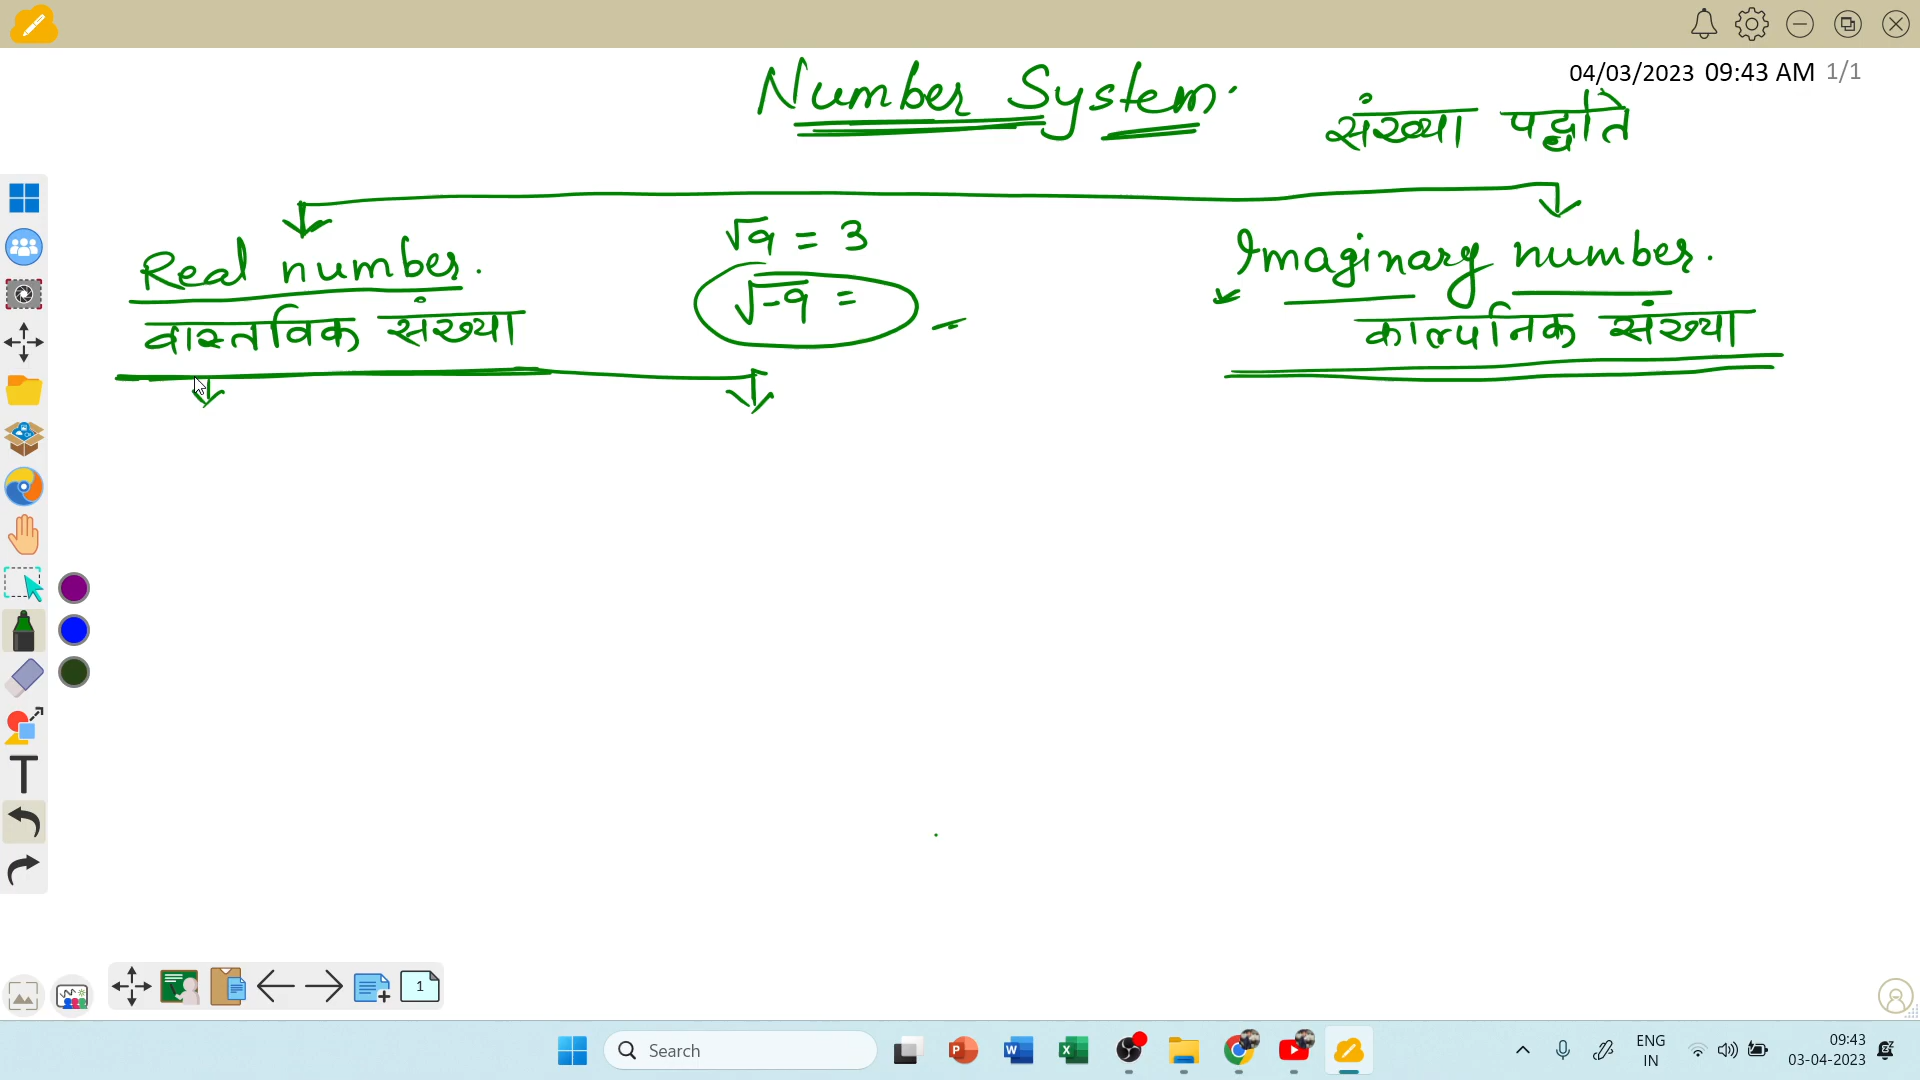 04/03/2023 09:43 AM 1/1
Number System.
संख्या पद्धति
Real number.
वास्तविक संख्या
√9 = 3
√-9 =
Imaginary number.
काल्पनिक संख्या
T
1
Search
ENG
IN
09:43
03-04-2023